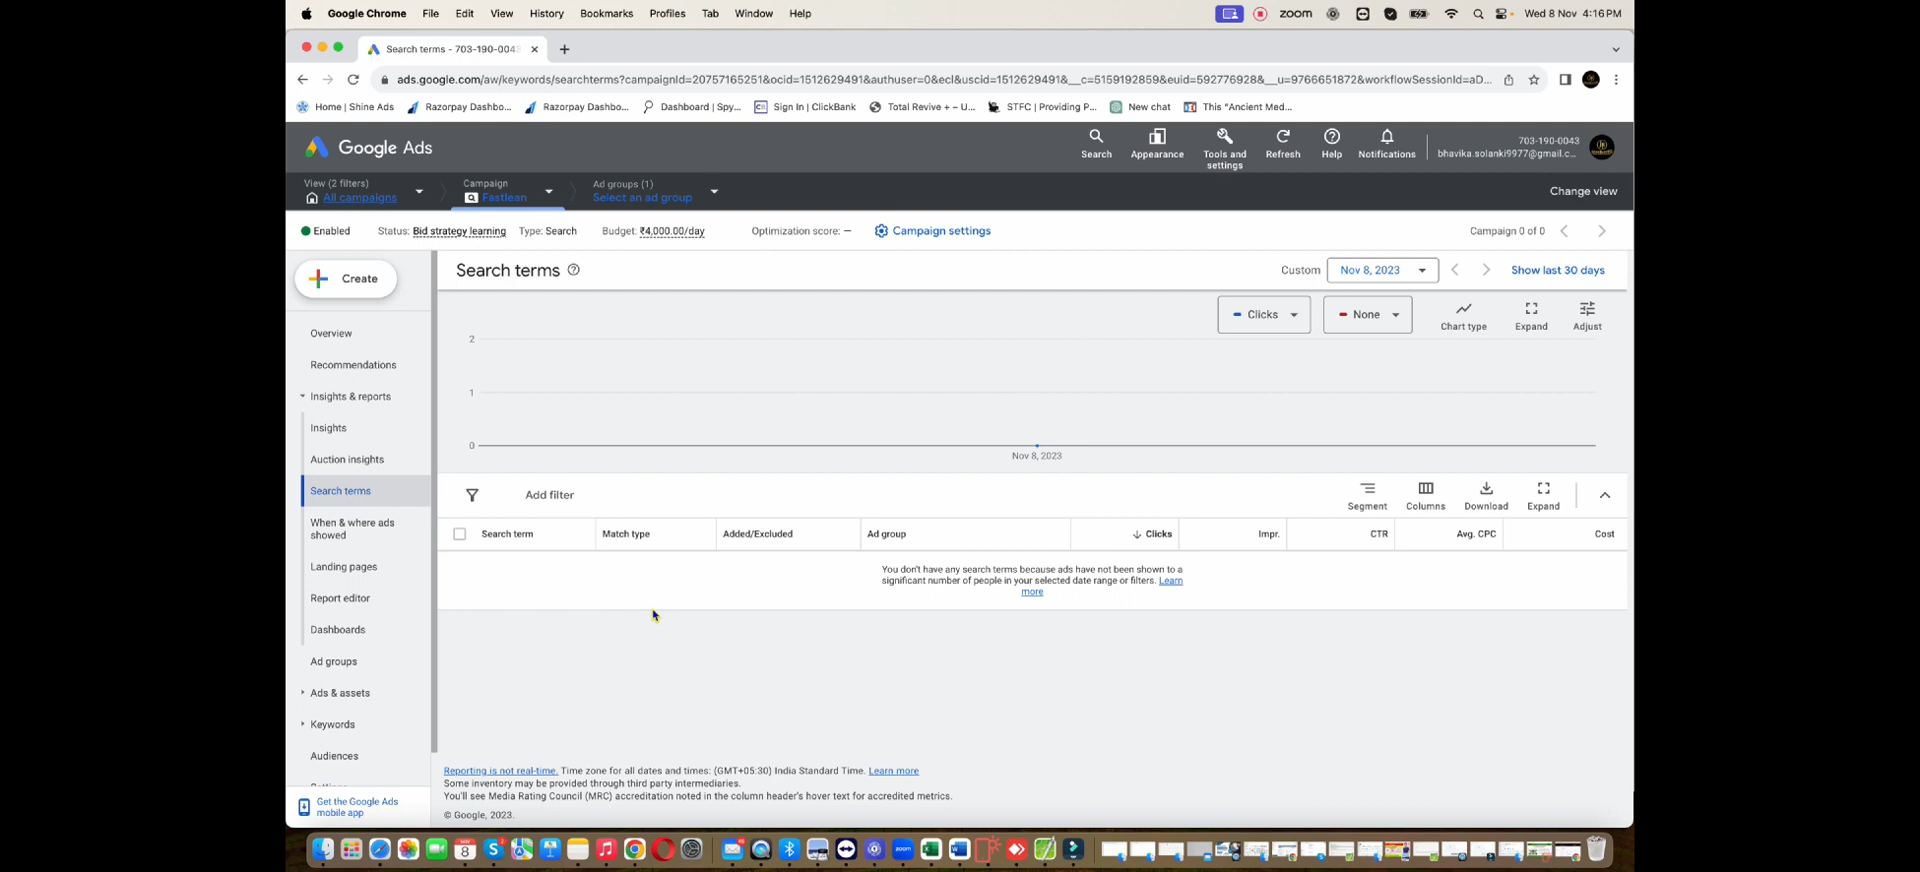 Google Chrome File Edit View History Bookmarks Profiles Tab Window Help zoom Wed 8 Nov 4:16PM
Search terms - 703-190-0043
ads.google.com/aw/keywords/searchterms?campaignId=20757165251&ocid=1512629491&authuser=0&ecl&uscid=1512629491&__c=5159192859&euid=592776928&__u=9766651872&workflowSessionId=aD...
Home | Shine Ads Razorpay Dashbo... Razorpay Dashbo... Dashboard | Spy... Sign In | ClickBank Total Revive + – U... STFC | Providing P... New chat This "Ancient Med...
Google Ads
Search Appearance Tools and settings Refresh Help Notifications
703-190-0043
bhavika.solanki9977@gmail.c...
View (2 filters)
All campaigns
Campaign
Fastlean
Ad groups (1)
Select an ad group
Change view
Enabled Status: Bid strategy learning Type: Search Budget: ₹4,000.00/day Optimization score: – Campaign settings Campaign 0 of 0
Create
Overview
Recommendations
Insights & reports
Insights
Auction insights
Search terms
When & where ads
showed
Landing pages
Report editor
Dashboards
Ad groups
Ads & assets
Keywords
Audiences
Get the Google Ads
mobile app
Search terms
Custom Nov 8, 2023 Show last 30 days
Clicks None Chart type Expand Adjust
2
1
0
Nov 8, 2023
Add filter
Segment Columns Download Expand
Search term Match type Added/Excluded Ad group Clicks Impr. CTR Avg. CPC Cost
You don't have any search terms because ads have not been shown to a
significant number of people in your selected date range or filters. Learn
more
Reporting is not real-time. Time zone for all dates and times: (GMT+05:30) India Standard Time. Learn more
Some inventory may be provided through third party intermediaries.
You'll see Media Rating Council (MRC) accreditation noted in the column header's hover text for accredited metrics.
© Google, 2023.